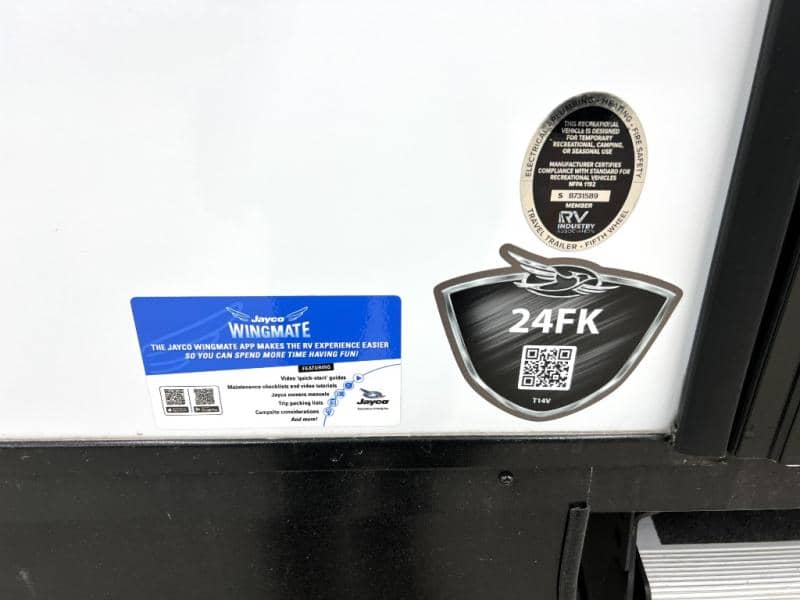 ELECTRICAL • PLUMBING • HEATING • FIRE SAFETY
THIS RECREATIONAL
VEHICLE IS DESIGNED
FOR TEMPORARY
RECREATIONAL, CAMPING,
OR SEASONAL USE
MANUFACTURER CERTIFIES
COMPLIANCE WITH STANDARD FOR
RECREATIONAL VEHICLES
NFPA 1192
S 8731589
MEMBER
RV
INDUSTRY
ASSOCIATION
TRAVEL TRAILER • FIFTH WHEEL
24FK
T14V
Jayco
WINGMATE
THE JAYCO WINGMATE APP MAKES THE RV EXPERIENCE EASIER
SO YOU CAN SPEND MORE TIME HAVING FUN!
FEATURING
Video 'quick-start' guides
Maintenance checklists and video tutorials
Jayco owners manuals
Trip packing lists
Campsite considerations
And more!
Jayco